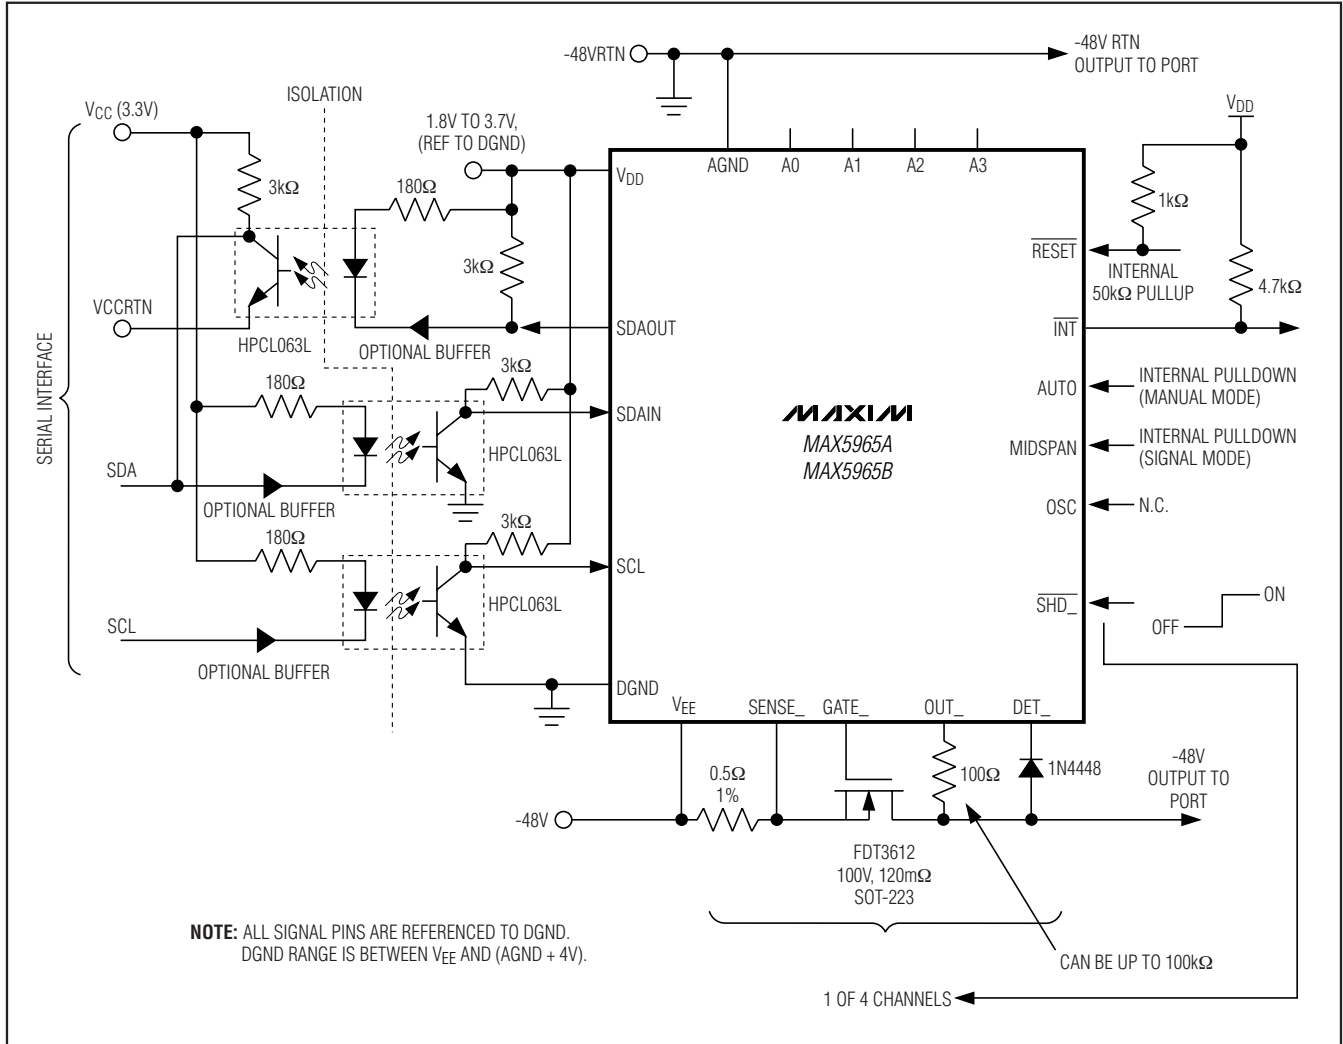 -48VRTN
-48V RTN
OUTPUT TO PORT
ISOLATION
VCC (3.3V)
1.8V TO 3.7V,
(REF TO DGND)
VDD
3kΩ
180Ω
VDD
AGND
A0
A1
A2
A3
1kΩ
3kΩ
RESET
INTERNAL
50kΩ PULLUP
4.7kΩ
VCCRTN
HPCL063L
OPTIONAL BUFFER
SDAOUT
INT
SERIAL INTERFACE
180Ω
3kΩ
SDAIN
AUTO
INTERNAL PULLDOWN
(MANUAL MODE)
MAXIM
MAX5965A
MAX5965B
HPCL063L
MIDSPAN
INTERNAL PULLDOWN
(SIGNAL MODE)
SDA
OPTIONAL BUFFER
OSC
N.C.
180Ω
3kΩ
SCL
HPCL063L
SHD_
ON
OFF
SCL
OPTIONAL BUFFER
DGND
VEE
SENSE_
GATE_
OUT_
DET_
0.5Ω
1%
100Ω
1N4448
-48V
OUTPUT TO
PORT
-48V
FDT3612
100V, 120mΩ
SOT-223
NOTE: ALL SIGNAL PINS ARE REFERENCED TO DGND.
DGND RANGE IS BETWEEN VEE AND (AGND + 4V).
CAN BE UP TO 100kΩ
1 OF 4 CHANNELS